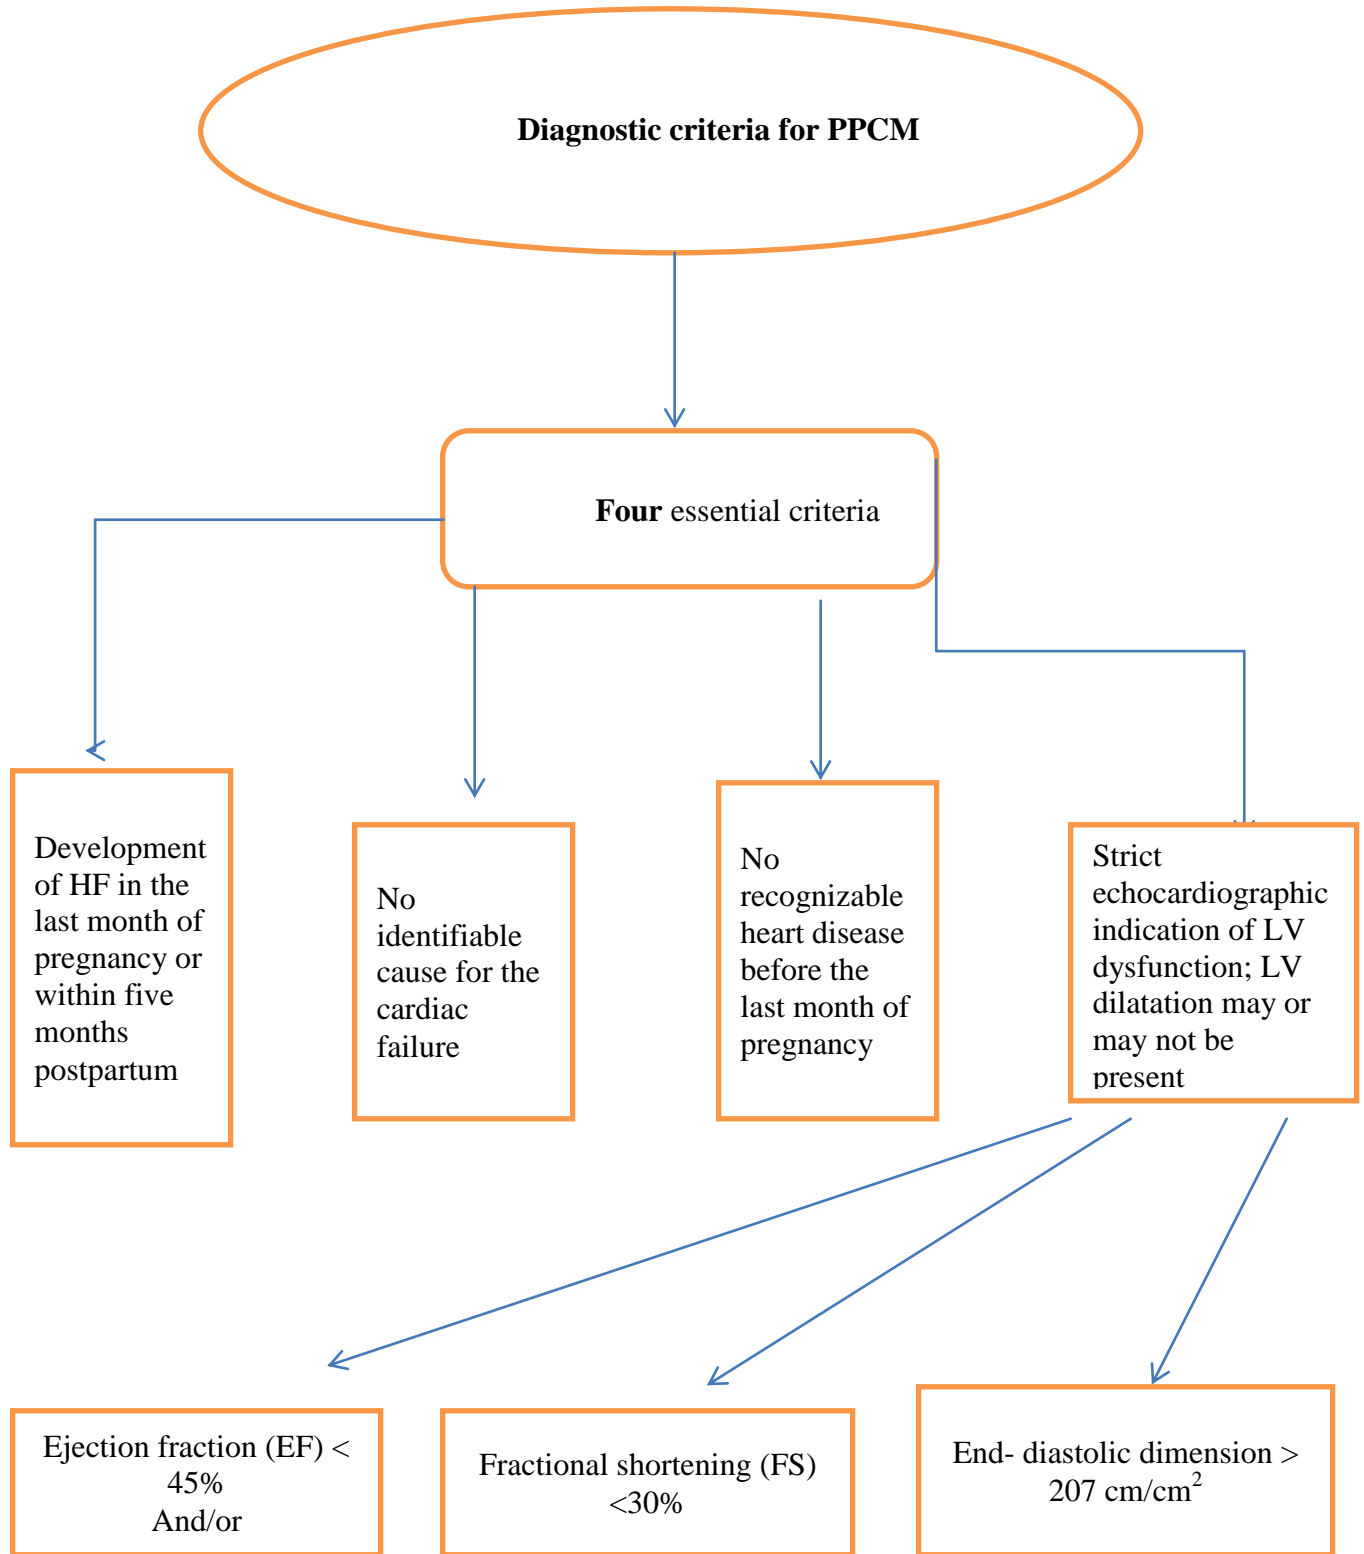 Diagnostic criteria for PPCM
Four essential criteria
Development
of HF in the
last month of
pregnancy or
within five
months
postpartum
No
identifiable
cause for the
cardiac
failure
No
recognizable
heart disease
before the
last month of
pregnancy
Strict
echocardiographic
indication of LV
dysfunction; LV
dilatation may or
may not be
present
Ejection fraction (EF) <
45%
And/or
Fractional shortening (FS)
<30%
End- diastolic dimension >
207 cm/cm²